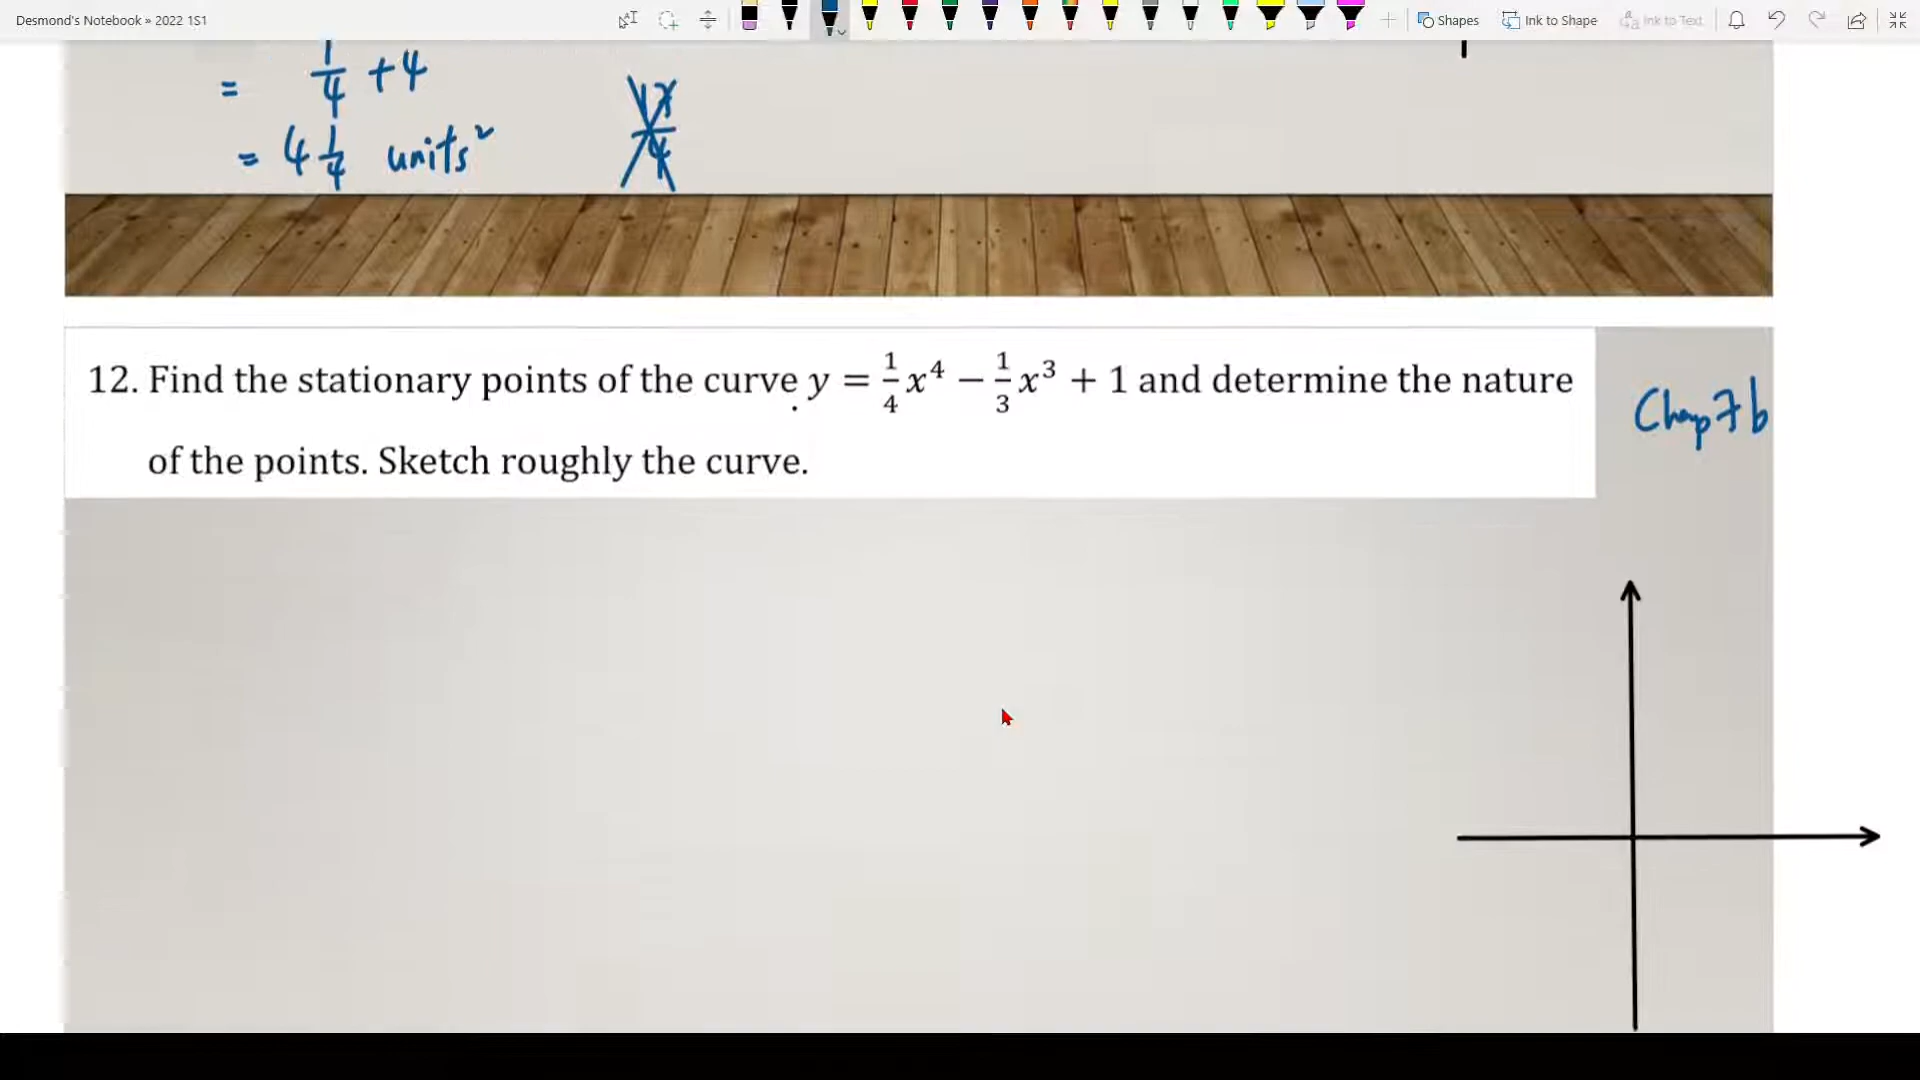 Desmond's Notebook » 2022 1S1
Shapes
Ink to Shape
Ink to Text
= 1/4 + 4
= 4 1/4 units²
12. Find the stationary points of the curve y = 1/4 x⁴ − 1/3 x³ + 1 and determine the nature
of the points. Sketch roughly the curve.
Chap 7b